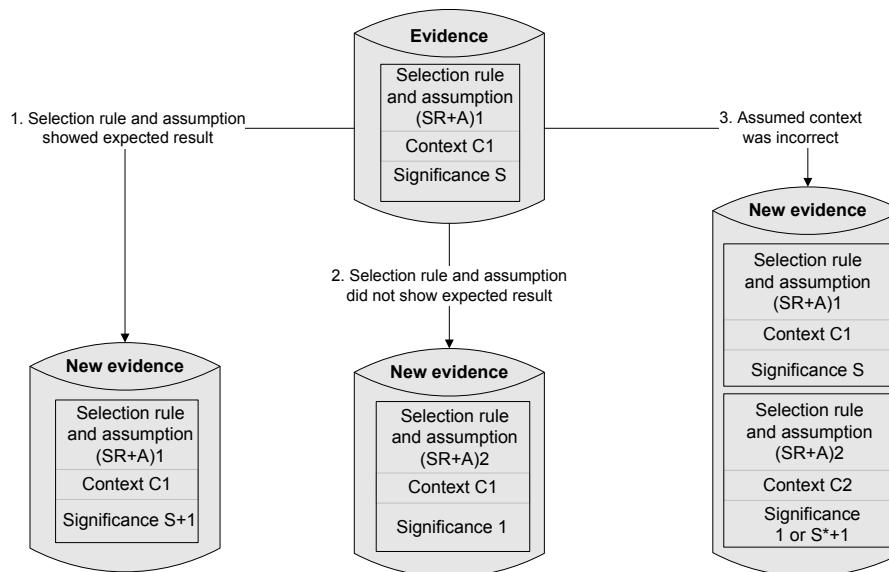 Evidence
Selection rule
and assumption
(SR+A)1
Context C1
Significance S
1. Selection rule and assumption
showed expected result
2. Selection rule and assumption
did not show expected result
3. Assumed context
was incorrect
New evidence
Selection rule
and assumption
(SR+A)1
Context C1
Significance S+1
New evidence
Selection rule
and assumption
(SR+A)2
Context C1
Significance 1
New evidence
Selection rule
and assumption
(SR+A)1
Context C1
Significance S
Selection rule
and assumption
(SR+A)2
Context C2
Significance
1 or S*+1